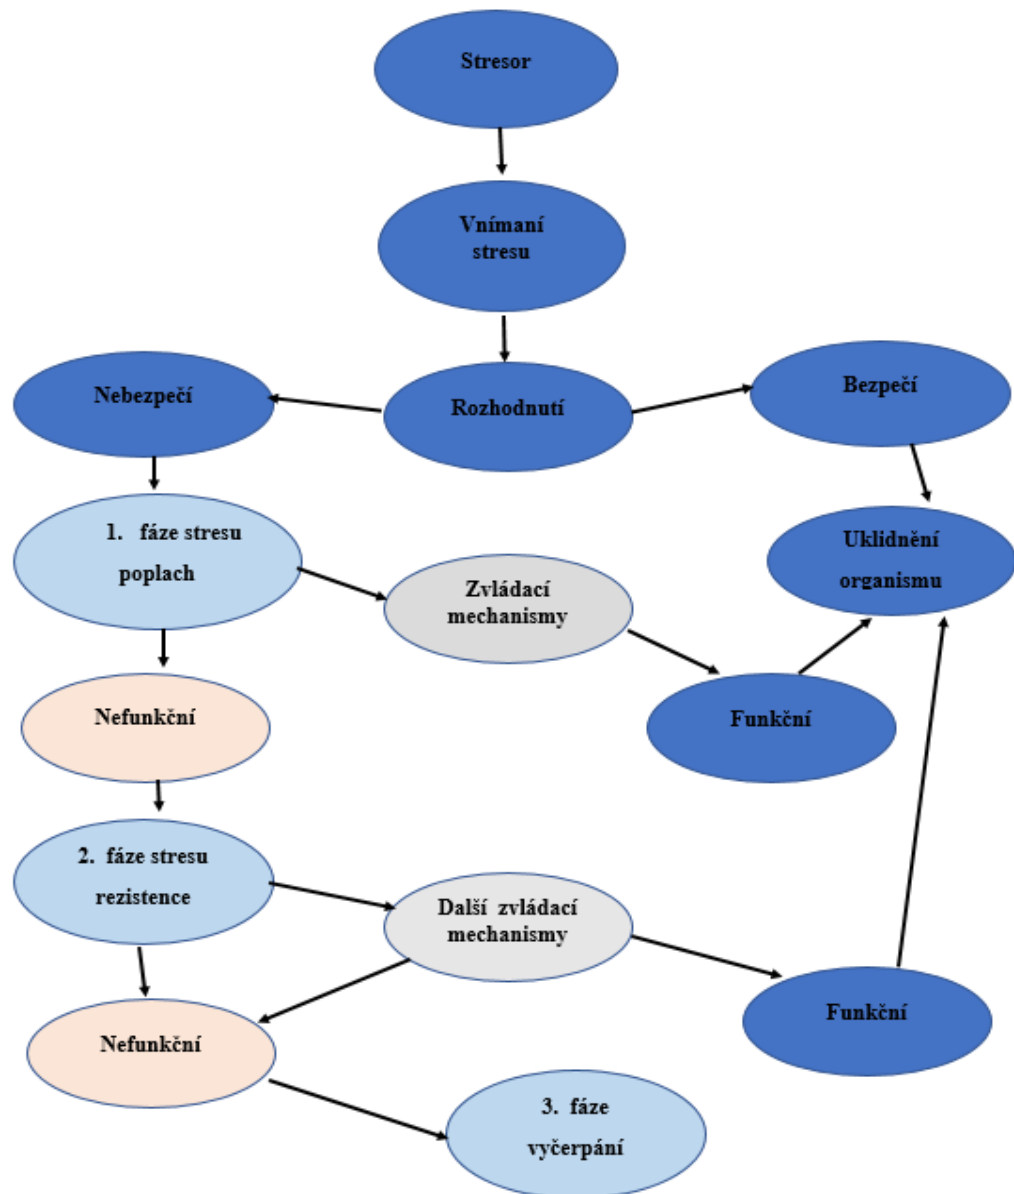 Stresor
Vnímaní
stresu
Nebezpečí
Rozhodnutí
Bezpečí
1. fáze stresu
poplach
Zvládací
mechanismy
Uklidnění
organismu
Nefunkční
Funkční
2. fáze stresu
rezistence
Další zvládací
mechanismy
Nefunkční
Funkční
3. fáze
vyčerpání